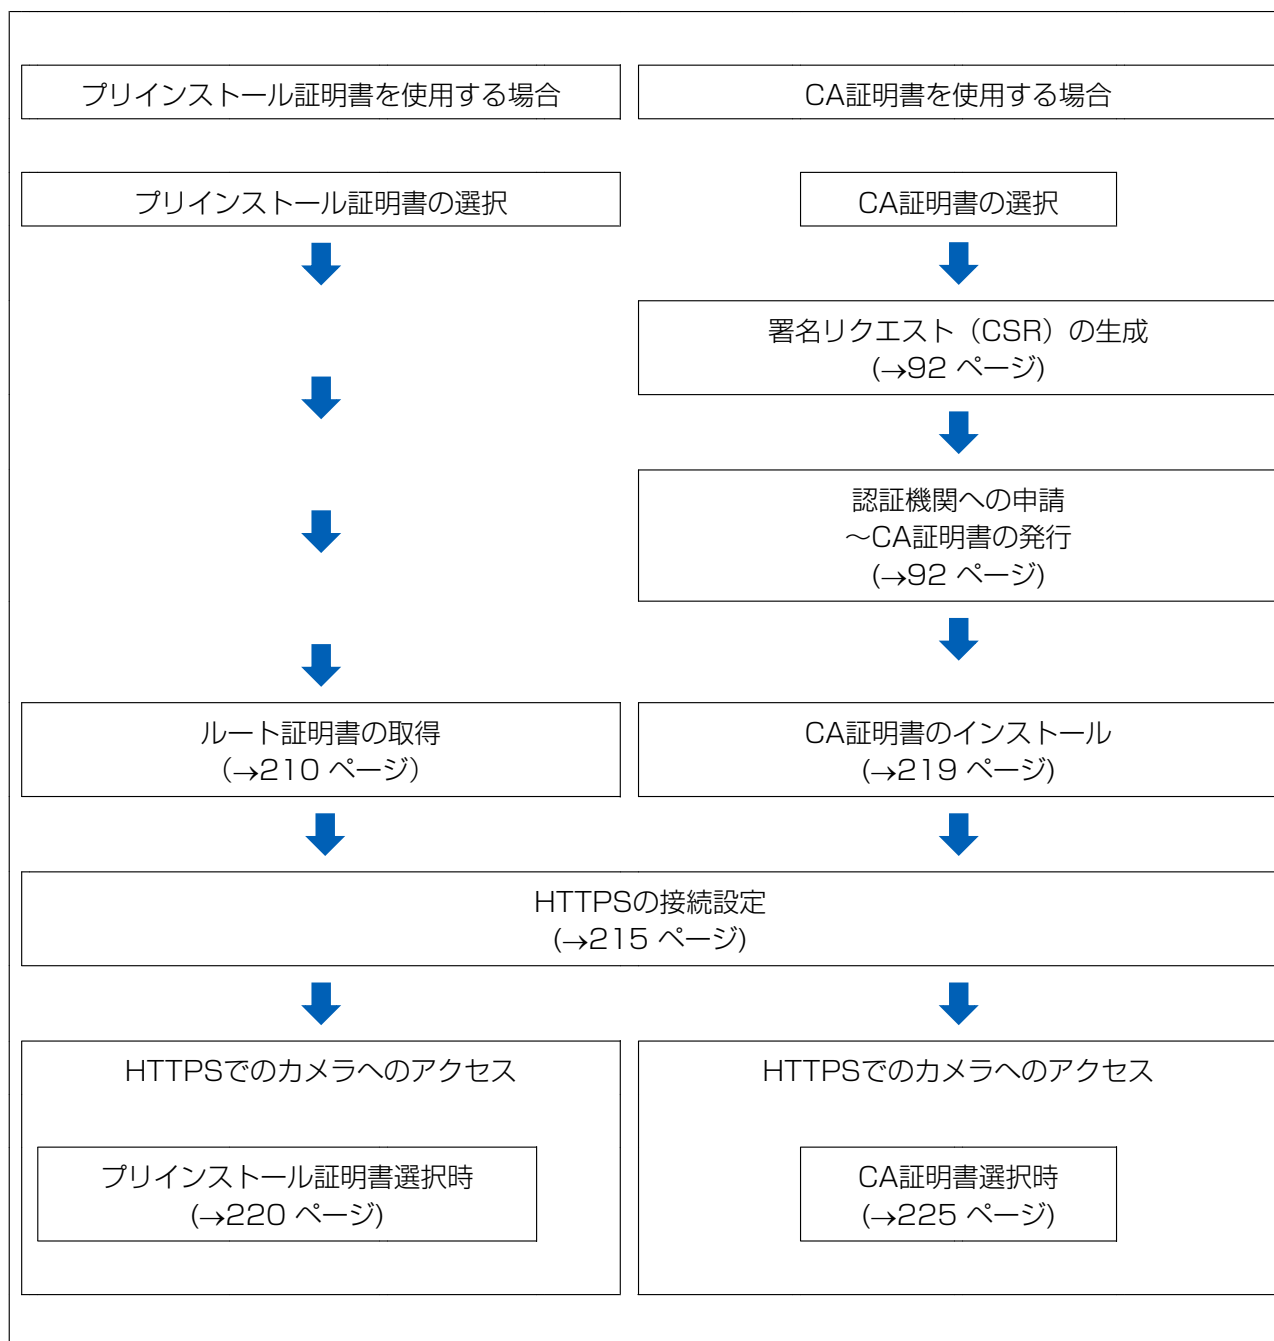 プリインストール証明書を使用する場合
CA証明書を使用する場合
プリインストール証明書の選択
CA証明書の選択
署名リクエスト（CSR）の生成
(→92 ページ)
認証機関への申請
～CA証明書の発行
(→92 ページ)
ルート証明書の取得
（→210 ページ）
CA証明書のインストール
(→219 ページ)
HTTPSの接続設定
(→215 ページ)
HTTPSでのカメラへのアクセス
プリインストール証明書選択時
(→220 ページ)
HTTPSでのカメラへのアクセス
CA証明書選択時
(→225 ページ)